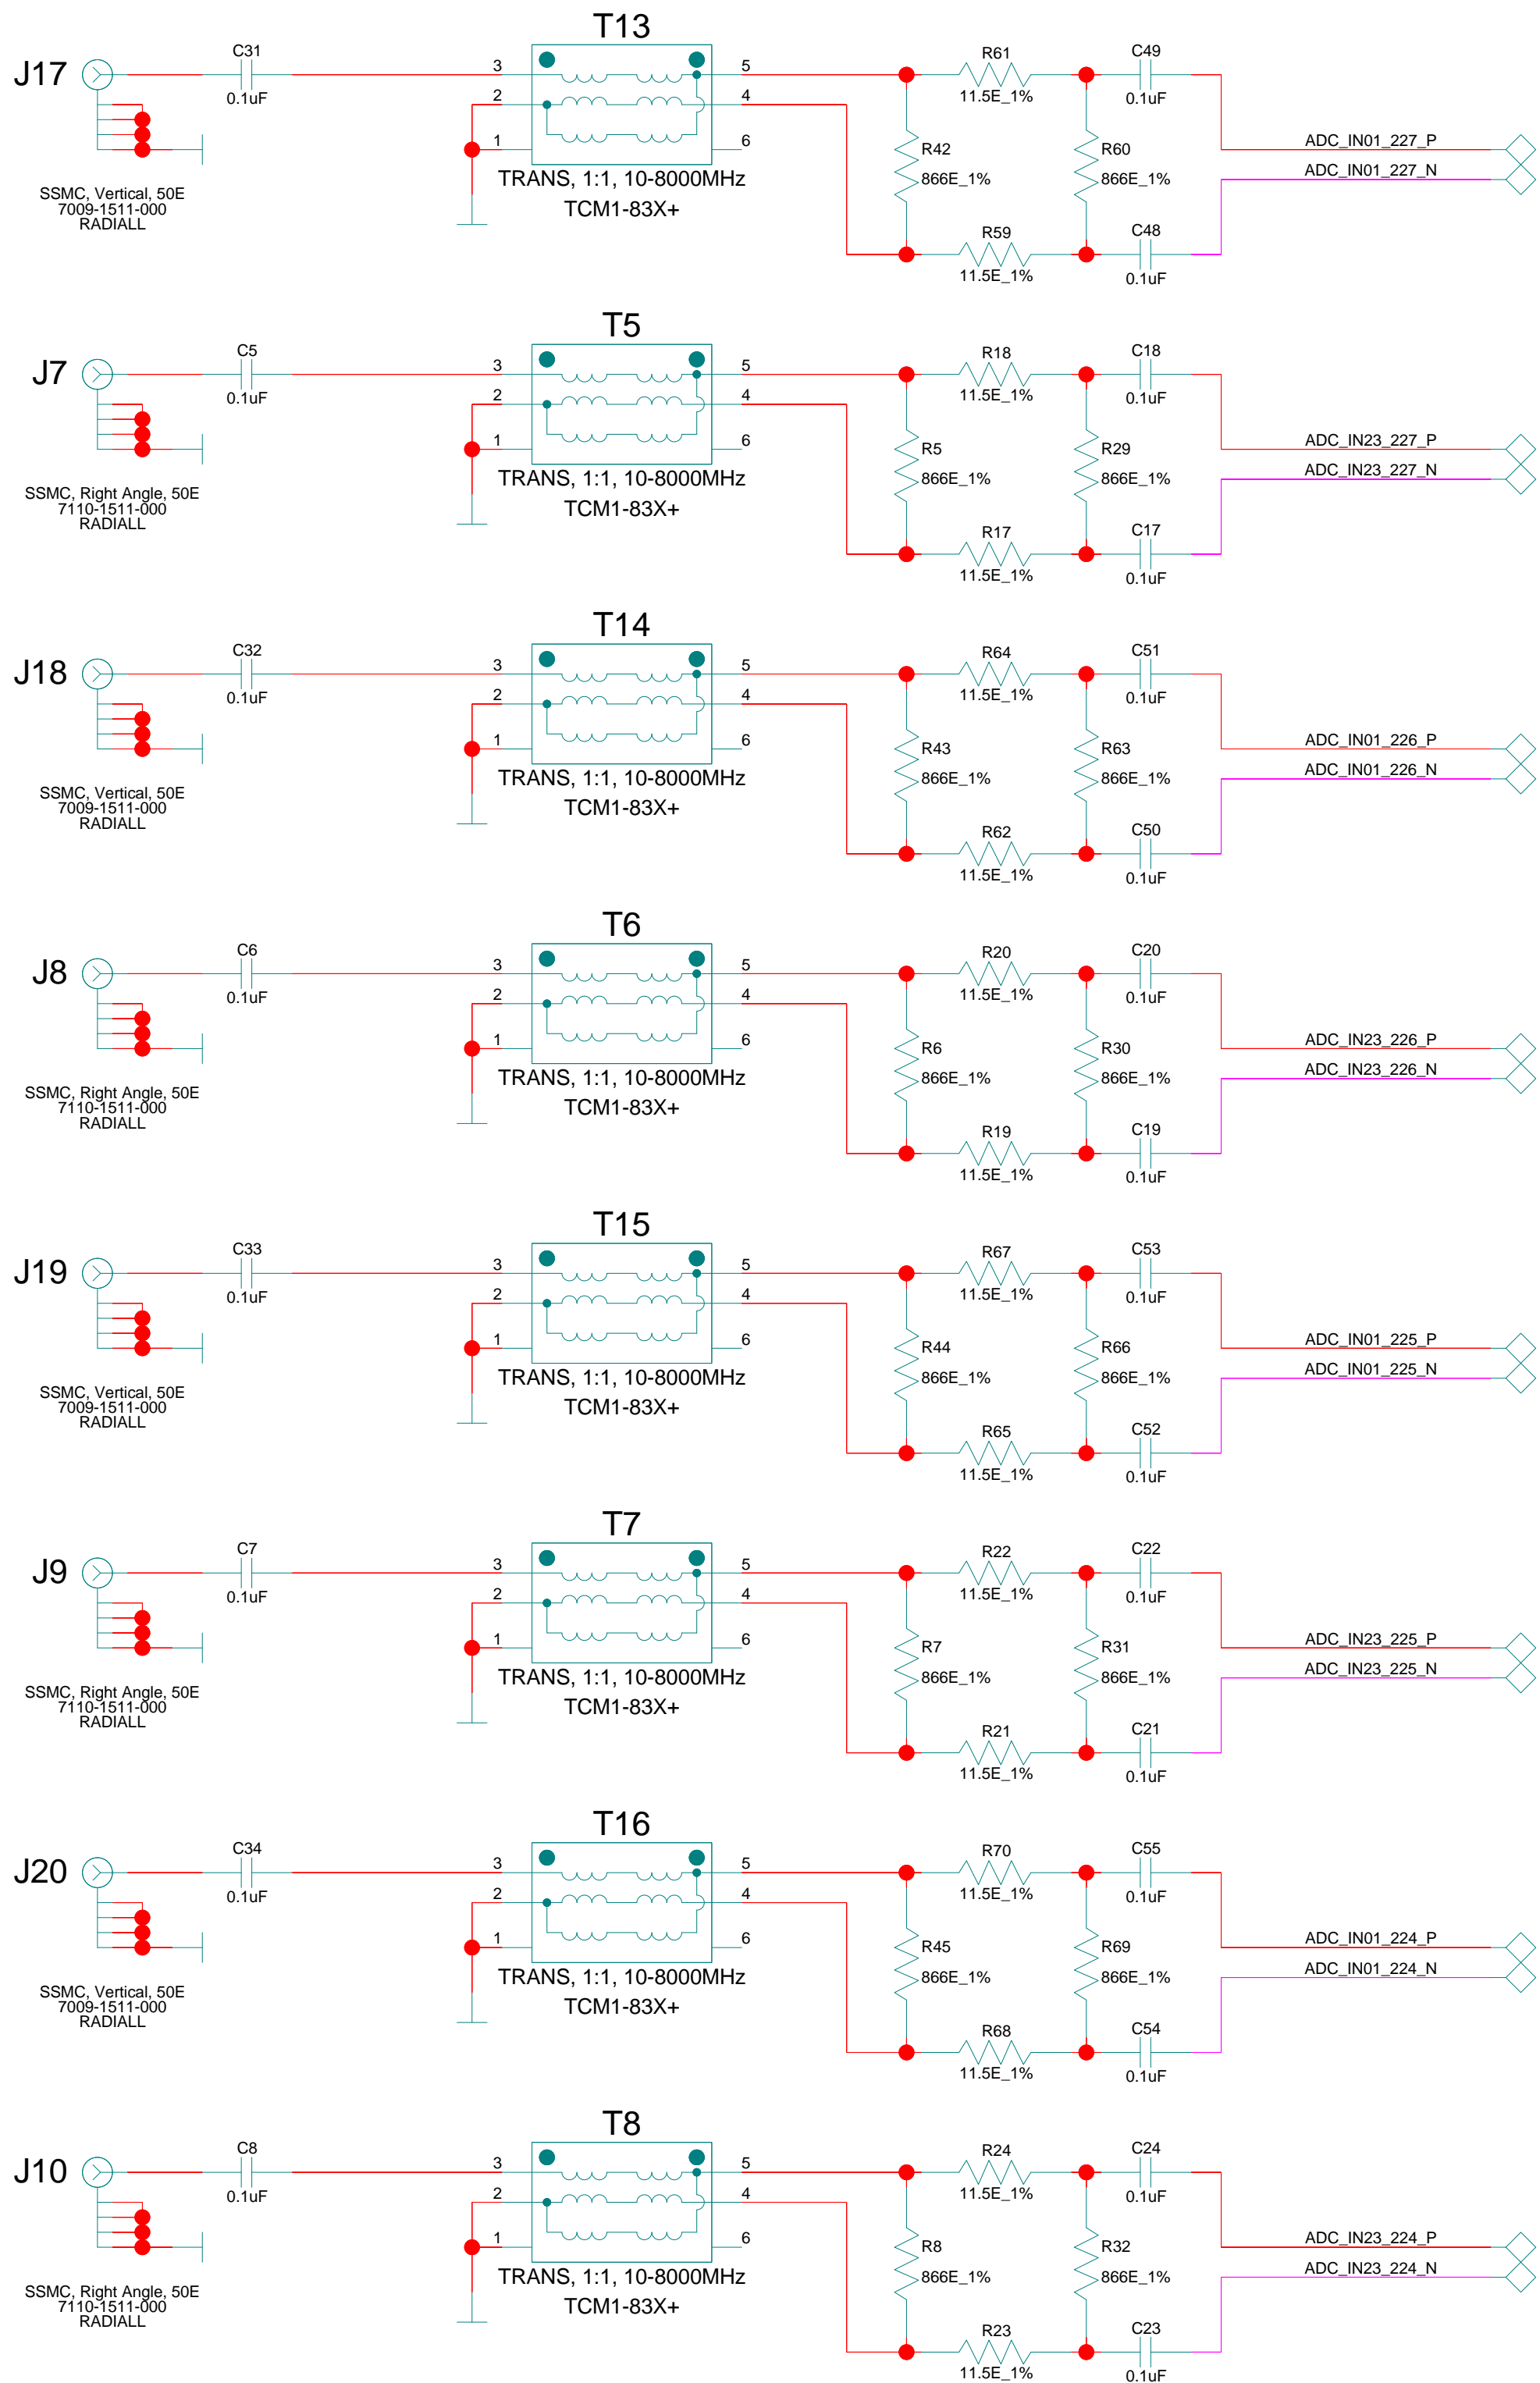 T13
J17
C31
0.1uF
3
2
1
5
4
6
TRANS, 1:1, 10-8000MHz
TCM1-83X+
SSMC, Vertical, 50E
7009-1511-000
RADIALL
R61
11.5E_1%
C49
0.1uF
R42
866E_1%
R60
866E_1%
R59
11.5E_1%
C48
0.1uF
ADC_IN01_227_P
ADC_IN01_227_N
T5
J7
C5
0.1uF
3
2
1
5
4
6
TRANS, 1:1, 10-8000MHz
TCM1-83X+
SSMC, Right Angle, 50E
7110-1511-000
RADIALL
R18
11.5E_1%
C18
0.1uF
R5
866E_1%
R29
866E_1%
R17
11.5E_1%
C17
0.1uF
ADC_IN23_227_P
ADC_IN23_227_N
T14
J18
C32
0.1uF
3
2
1
5
4
6
TRANS, 1:1, 10-8000MHz
TCM1-83X+
SSMC, Vertical, 50E
7009-1511-000
RADIALL
R64
11.5E_1%
C51
0.1uF
R43
866E_1%
R63
866E_1%
R62
11.5E_1%
C50
0.1uF
ADC_IN01_226_P
ADC_IN01_226_N
T6
J8
C6
0.1uF
3
2
1
5
4
6
TRANS, 1:1, 10-8000MHz
TCM1-83X+
SSMC, Right Angle, 50E
7110-1511-000
RADIALL
R20
11.5E_1%
C20
0.1uF
R6
866E_1%
R30
866E_1%
R19
11.5E_1%
C19
0.1uF
ADC_IN23_226_P
ADC_IN23_226_N
T15
J19
C33
0.1uF
3
2
1
5
4
6
TRANS, 1:1, 10-8000MHz
TCM1-83X+
SSMC, Vertical, 50E
7009-1511-000
RADIALL
R67
11.5E_1%
C53
0.1uF
R44
866E_1%
R66
866E_1%
R65
11.5E_1%
C52
0.1uF
ADC_IN01_225_P
ADC_IN01_225_N
T7
J9
C7
0.1uF
3
2
1
5
4
6
TRANS, 1:1, 10-8000MHz
TCM1-83X+
SSMC, Right Angle, 50E
7110-1511-000
RADIALL
R22
11.5E_1%
C22
0.1uF
R7
866E_1%
R31
866E_1%
R21
11.5E_1%
C21
0.1uF
ADC_IN23_225_P
ADC_IN23_225_N
T16
J20
C34
0.1uF
3
2
1
5
4
6
TRANS, 1:1, 10-8000MHz
TCM1-83X+
SSMC, Vertical, 50E
7009-1511-000
RADIALL
R70
11.5E_1%
C55
0.1uF
R45
866E_1%
R69
866E_1%
R68
11.5E_1%
C54
0.1uF
ADC_IN01_224_P
ADC_IN01_224_N
T8
J10
C8
0.1uF
3
2
1
5
4
6
TRANS, 1:1, 10-8000MHz
TCM1-83X+
SSMC, Right Angle, 50E
7110-1511-000
RADIALL
R24
11.5E_1%
C24
0.1uF
R8
866E_1%
R32
866E_1%
R23
11.5E_1%
C23
0.1uF
ADC_IN23_224_P
ADC_IN23_224_N